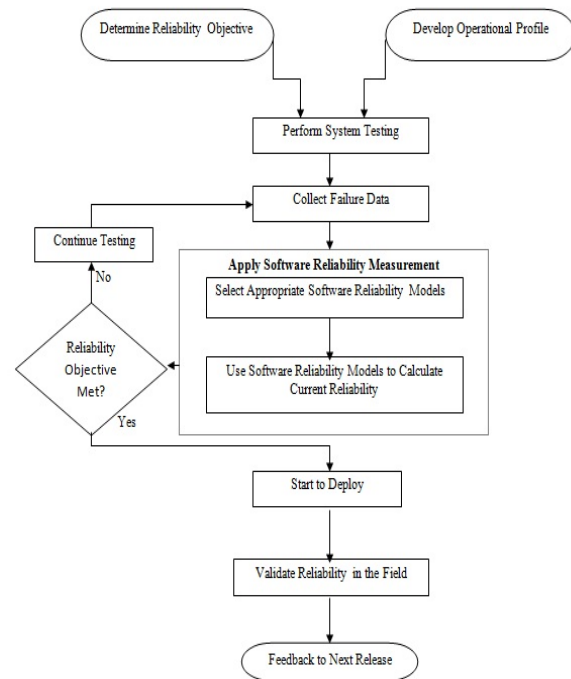 Determine Reliability Objective
Develop Operational Profile
Perform System Testing
Collect Failure Data
Continue Testing
Apply Software Reliability Measurement
Select Appropriate Software Reliability Models
No
Reliability
Objective
Met?
Use Software Reliability Models to Calculate
Current Reliability
Yes
Start to Deploy
Validate Reliability in the Field
Feedback to Next Release